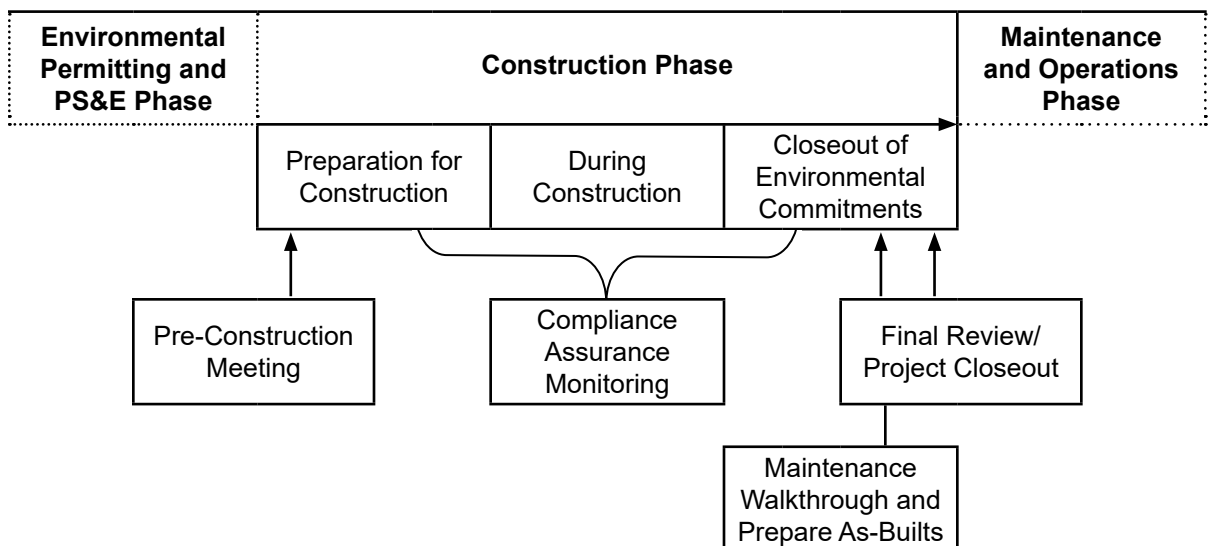 Environmental
Permitting and
PS&E Phase
Construction Phase
Maintenance
and Operations
Phase
Preparation for
Construction
During
Construction
Closeout of
Environmental
Commitments
Pre-Construction
Meeting
Compliance
Assurance
Monitoring
Final Review/
Project Closeout
Maintenance
Walkthrough and
Prepare As-Builts